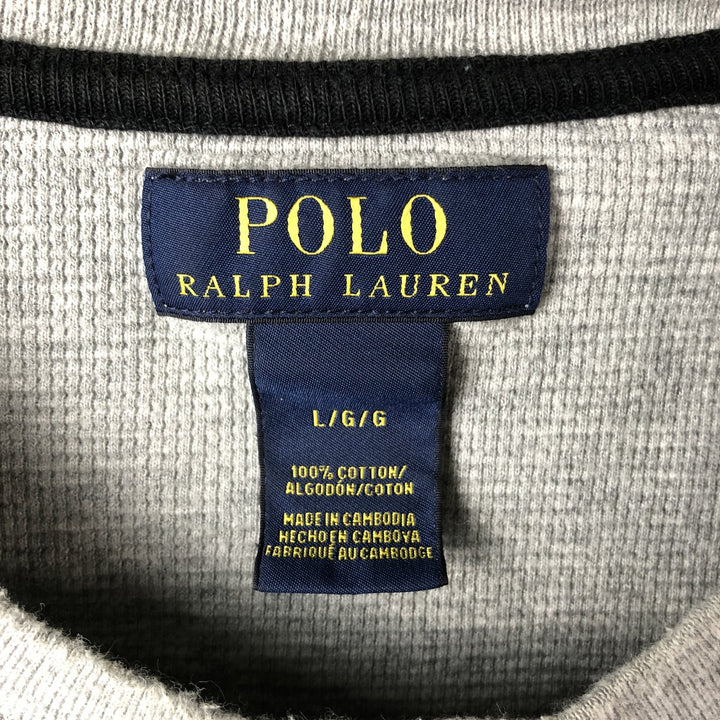 POLO
RALPH LAUREN
L/G/G
100% COTTON/
ALGODÓN/COTON
MADE IN CAMBODIA
HECHO EN CAMBOYA
FABRIQUÉ AU CAMBODGE